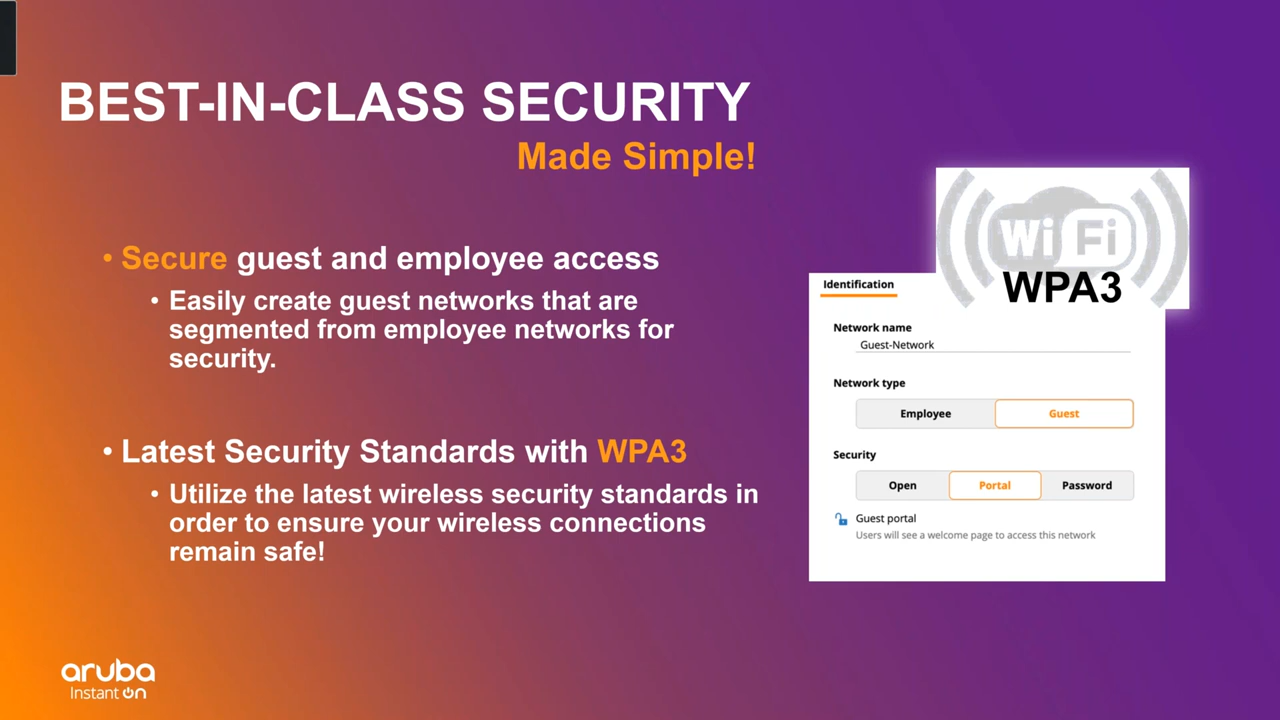 BEST-IN-CLASS SECURITY
Made Simple!
• Secure guest and employee access
• Easily create guest networks that are
segmented from employee networks for
security.
• Latest Security Standards with WPA3
• Utilize the latest wireless security standards in
order to ensure your wireless connections
remain safe!
WiFi
WPA3
Identification
Network name
Guest-Network
Network type
Employee Guest
Security
Open Portal Password
Guest portal
Users will see a welcome page to access this network
aruba
Instant On